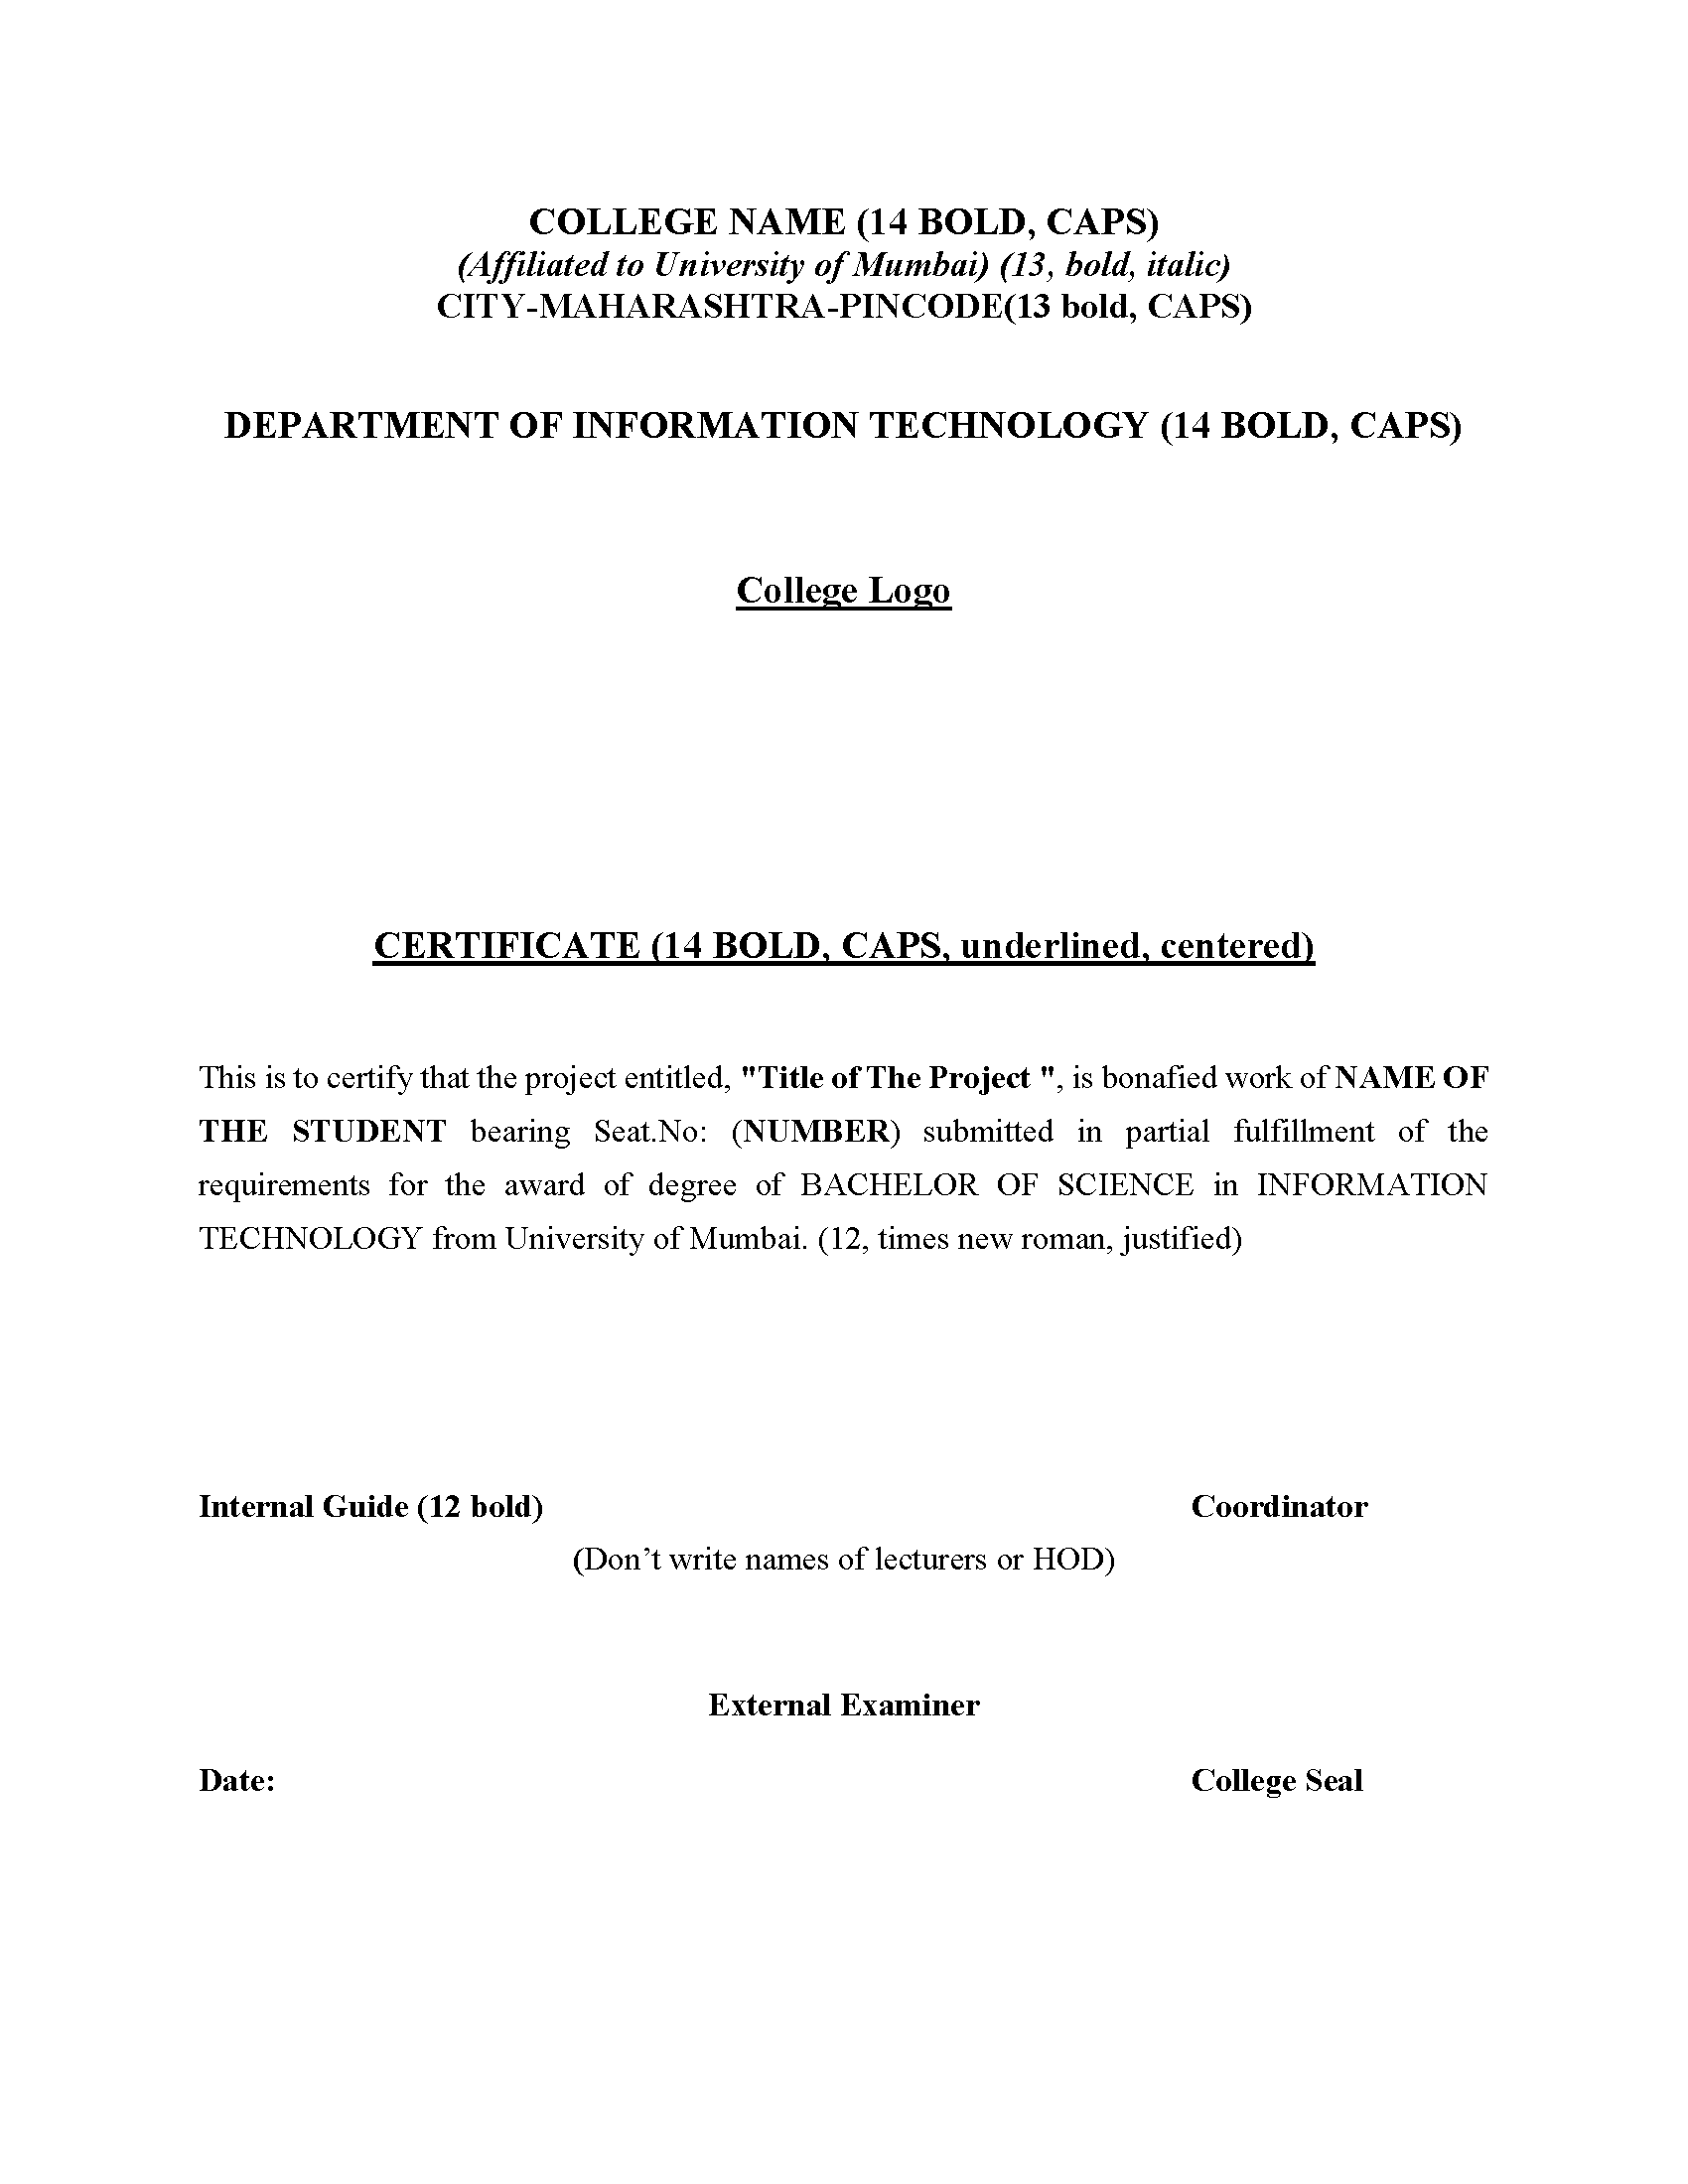 COLLEGE NAME (14 BOLD, CAPS)
(Affiliated to University of Mumbai) (13, bold, italic)
CITY-MAHARASHTRA-PINCODE(13 bold, CAPS)
DEPARTMENT OF INFORMATION TECHNOLOGY (14 BOLD, CAPS)
College Logo
CERTIFICATE (14 BOLD, CAPS, underlined, centered)
This is to certify that the project entitled, "Title of The Project ", is bonafied work of NAME OF
THE STUDENT bearing Seat.No: (NUMBER) submitted in partial fulfillment of the
requirements for the award of degree of BACHELOR OF SCIENCE in INFORMATION
TECHNOLOGY from University of Mumbai. (12, times new roman, justified)
Internal Guide (12 bold) Coordinator
(Don’t write names of lecturers or HOD)
External Examiner
Date: College Seal